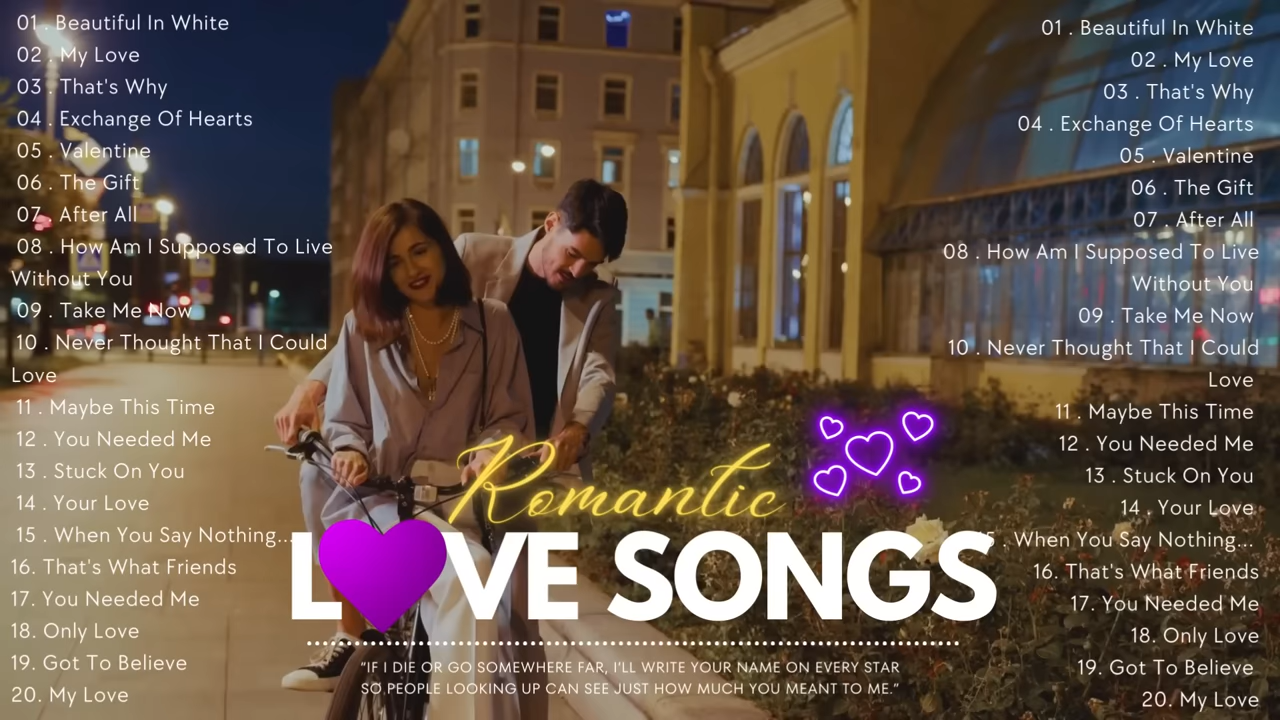 01 . Beautiful In White
02 . My Love
03 . That's Why
04 . Exchange Of Hearts
05 . Valentine
06 . The Gift
07 . After All
08 . How Am I Supposed To Live
Without You
09 . Take Me Now
10 . Never Thought That I Could
Love
11 . Maybe This Time
12 . You Needed Me
13 . Stuck On You
14 . Your Love
15 . When You Say Nothing...
16. That's What Friends
17. You Needed Me
18. Only Love
19. Got To Believe
20. My Love
Romantic
LOVE SONGS
“IF I DIE OR GO SOMEWHERE FAR, I'LL WRITE YOUR NAME ON EVERY STAR
SO PEOPLE LOOKING UP CAN SEE JUST HOW MUCH YOU MEANT TO ME.”
01 . Beautiful In White
02 . My Love
03 . That's Why
04 . Exchange Of Hearts
05 . Valentine
06 . The Gift
07 . After All
08 . How Am I Supposed To Live
Without You
09 . Take Me Now
10 . Never Thought That I Could
Love
11 . Maybe This Time
12 . You Needed Me
13 . Stuck On You
14 . Your Love
5 . When You Say Nothing...
16. That's What Friends
17. You Needed Me
18. Only Love
19. Got To Believe
20. My Love